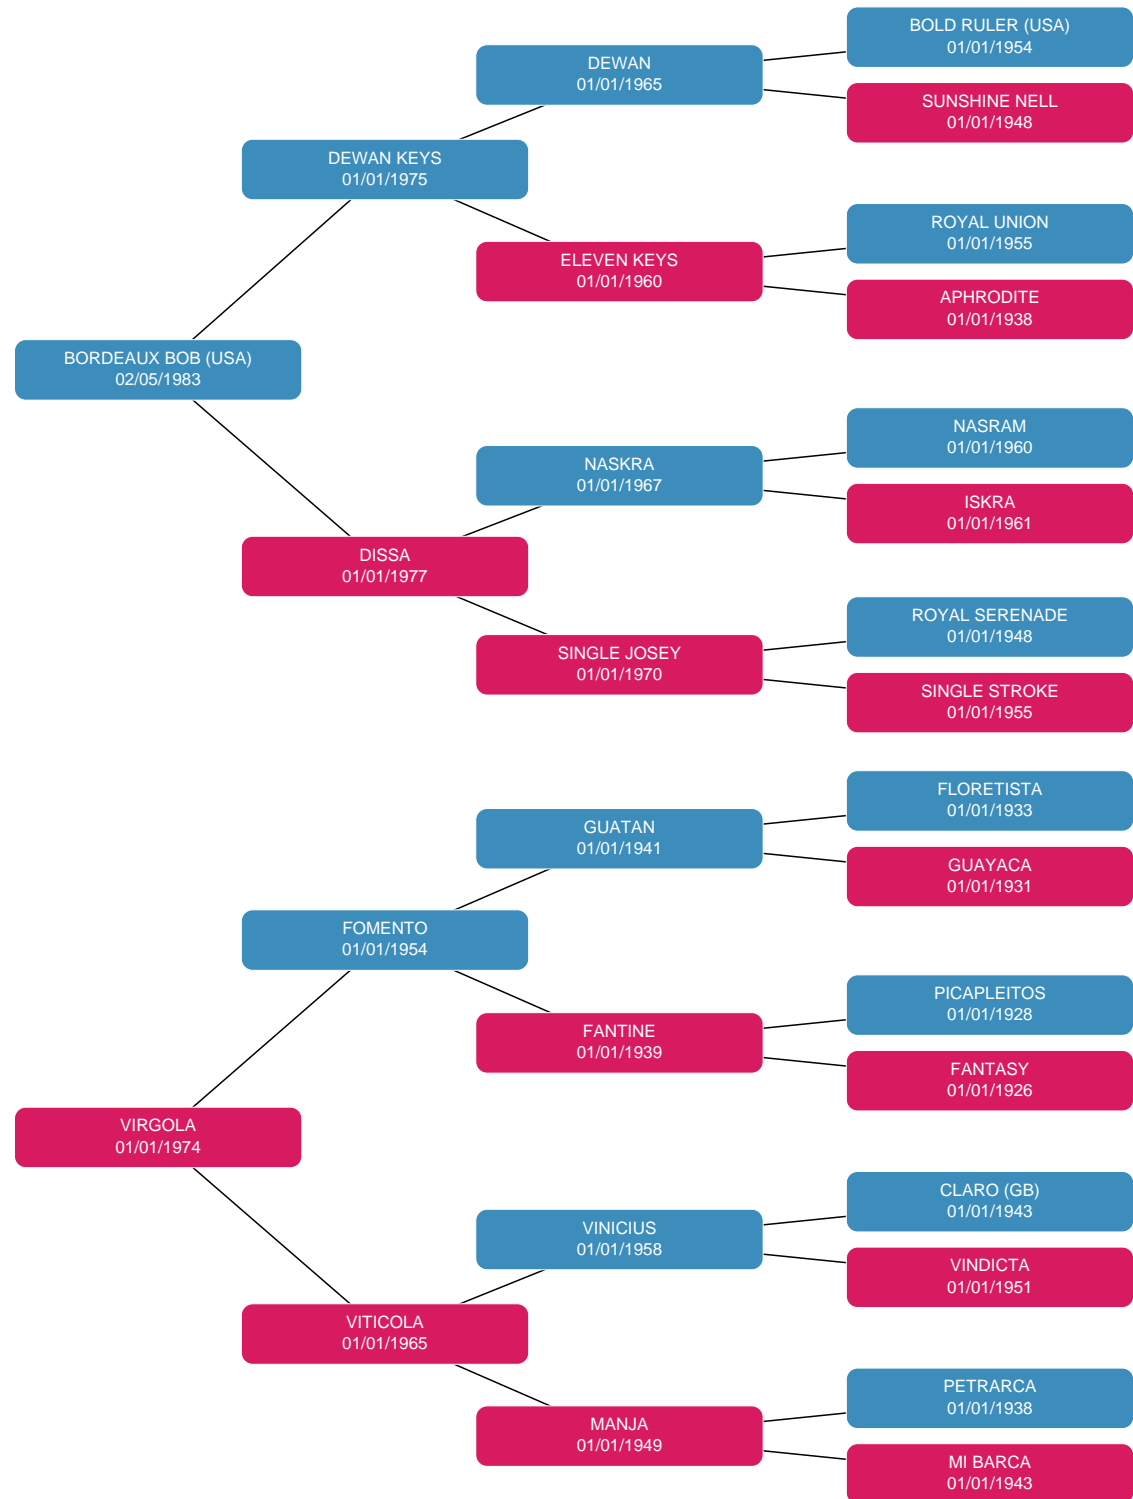 BOLD RULER (USA)
01/01/1954
DEWAN
01/01/1965
SUNSHINE NELL
01/01/1948
DEWAN KEYS
01/01/1975
ROYAL UNION
01/01/1955
ELEVEN KEYS
01/01/1960
APHRODITE
01/01/1938
BORDEAUX BOB (USA)
02/05/1983
NASRAM
01/01/1960
NASKRA
01/01/1967
ISKRA
01/01/1961
DISSA
01/01/1977
ROYAL SERENADE
01/01/1948
SINGLE JOSEY
01/01/1970
SINGLE STROKE
01/01/1955
FLORETISTA
01/01/1933
GUATAN
01/01/1941
GUAYACA
01/01/1931
FOMENTO
01/01/1954
PICAPLEITOS
01/01/1928
FANTINE
01/01/1939
FANTASY
01/01/1926
VIRGOLA
01/01/1974
CLARO (GB)
01/01/1943
VINICIUS
01/01/1958
VINDICTA
01/01/1951
VITICOLA
01/01/1965
PETRARCA
01/01/1938
MANJA
01/01/1949
MI BARCA
01/01/1943